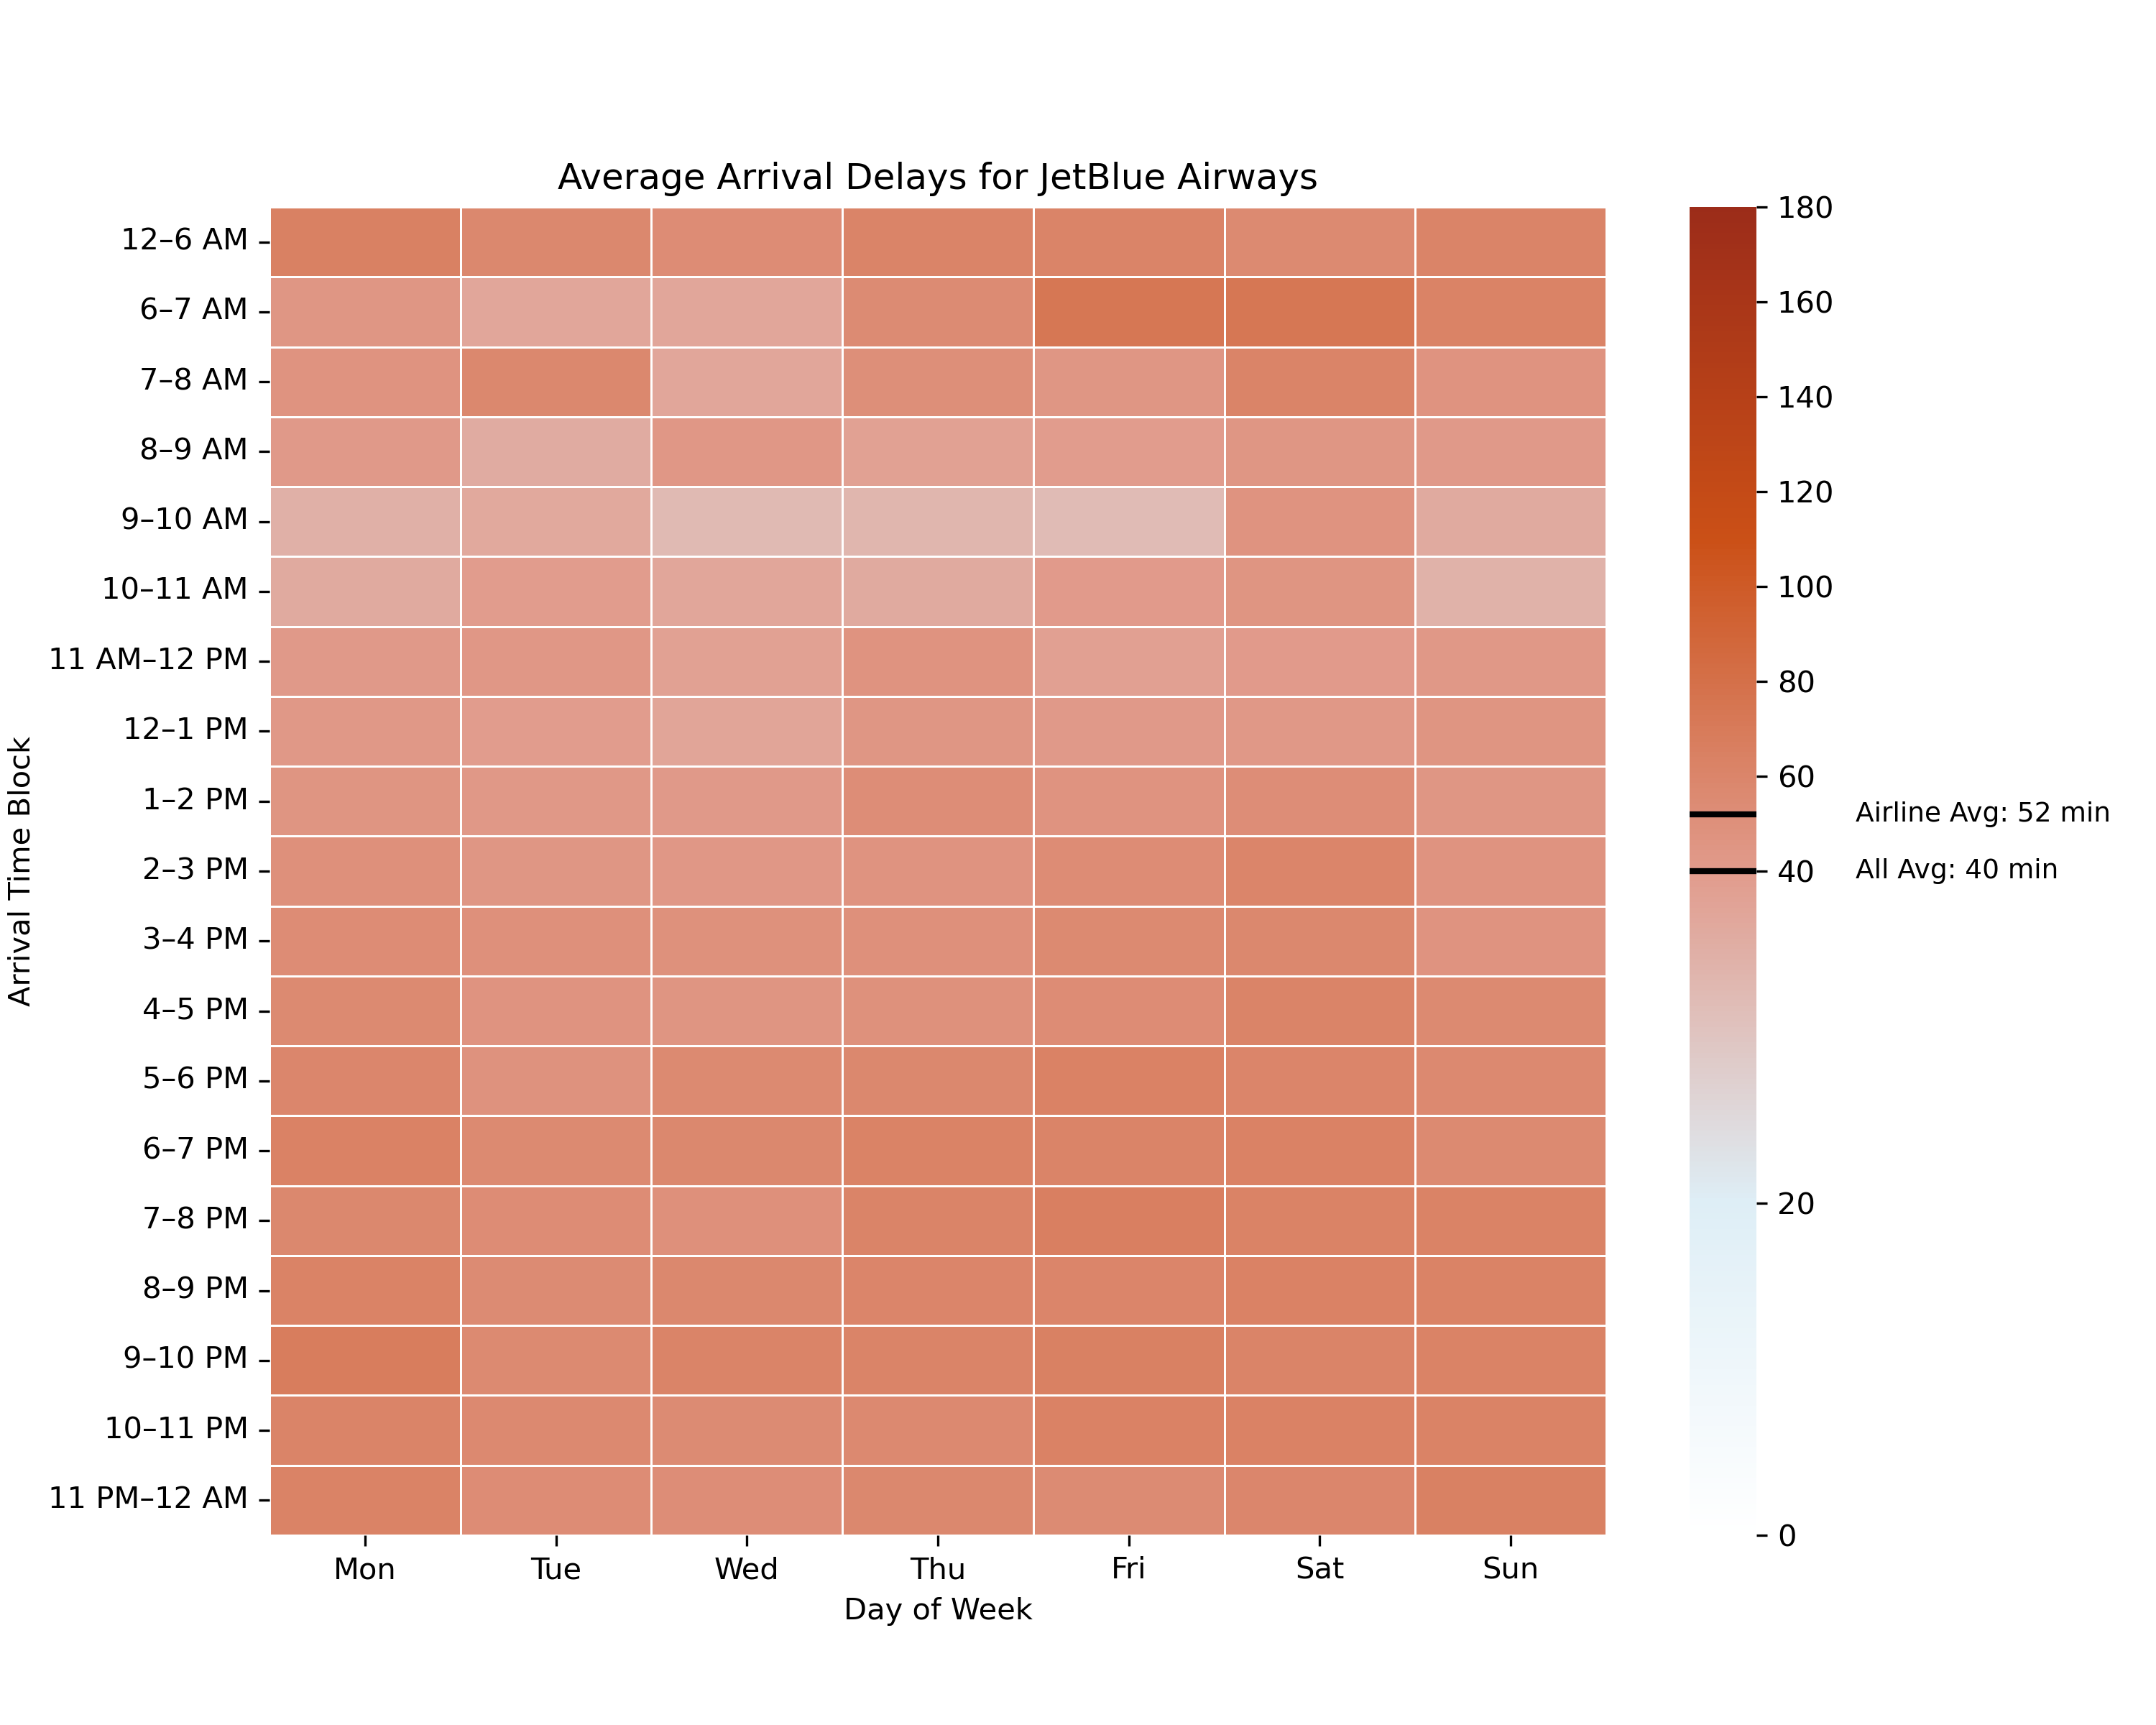 Average Arrival Delays for JetBlue Airways
Arrival Time Block
12–6 AM
6–7 AM
7–8 AM
8–9 AM
9–10 AM
10–11 AM
11 AM–12 PM
12–1 PM
1–2 PM
2–3 PM
3–4 PM
4–5 PM
5–6 PM
6–7 PM
7–8 PM
8–9 PM
9–10 PM
10–11 PM
11 PM–12 AM
Mon Tue Wed Thu Fri Sat Sun
Day of Week
180
160
140
120
100
80
60
40
20
0
Airline Avg: 52 min
All Avg: 40 min